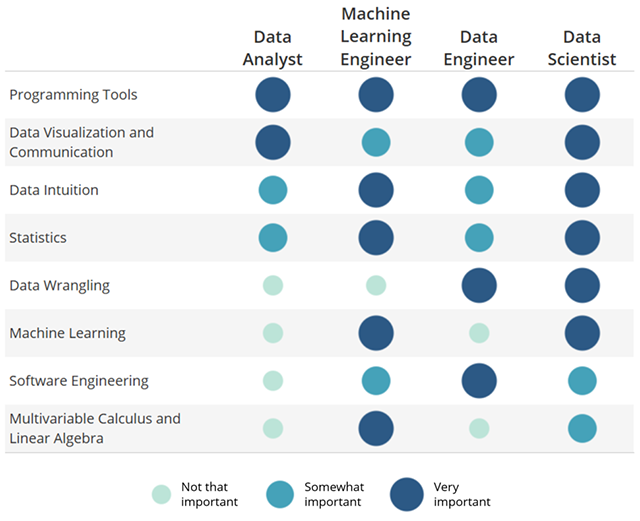 Data
Analyst
Machine
Learning
Engineer
Data
Engineer
Data
Scientist
Programming Tools
Data Visualization and
Communication
Data Intuition
Statistics
Data Wrangling
Machine Learning
Software Engineering
Multivariable Calculus and
Linear Algebra
Not that
important
Somewhat
important
Very
important